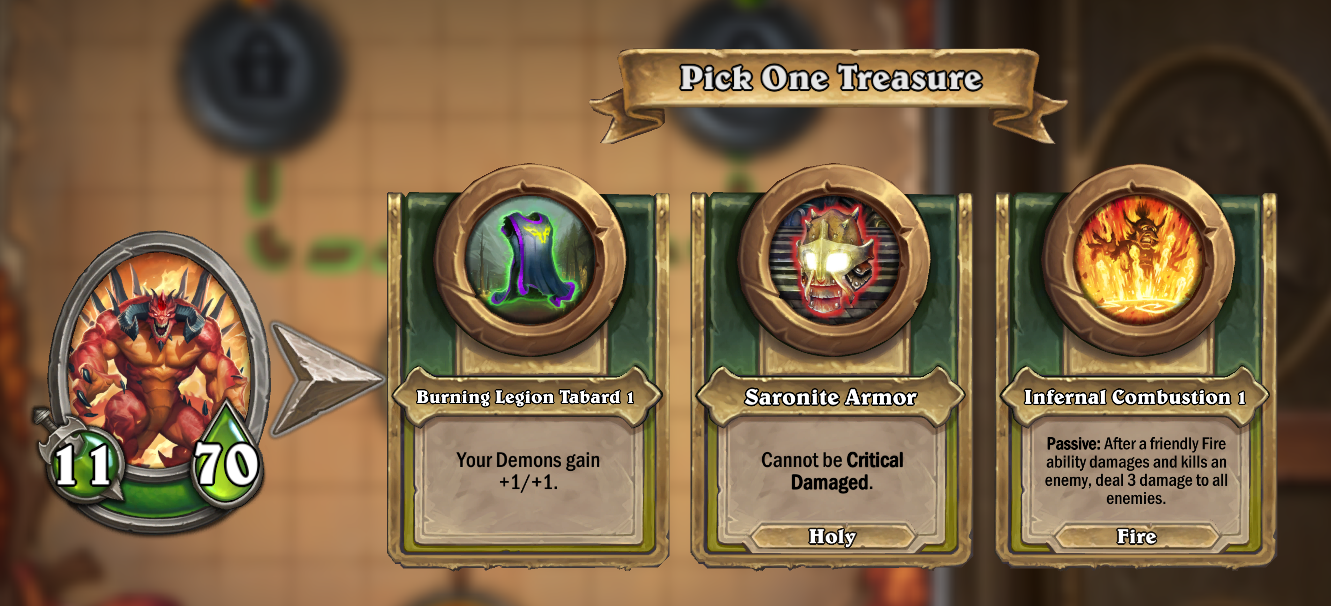 Pick One Treasure
11
70
Burning Legion Tabard 1
Your Demons gain
+1/+1.
Saronite Armor
Cannot be Critical
Damaged.
Holy
Infernal Combustion 1
Passive: After a friendly Fire
ability damages and kills an
enemy, deal 3 damage to all
enemies.
Fire